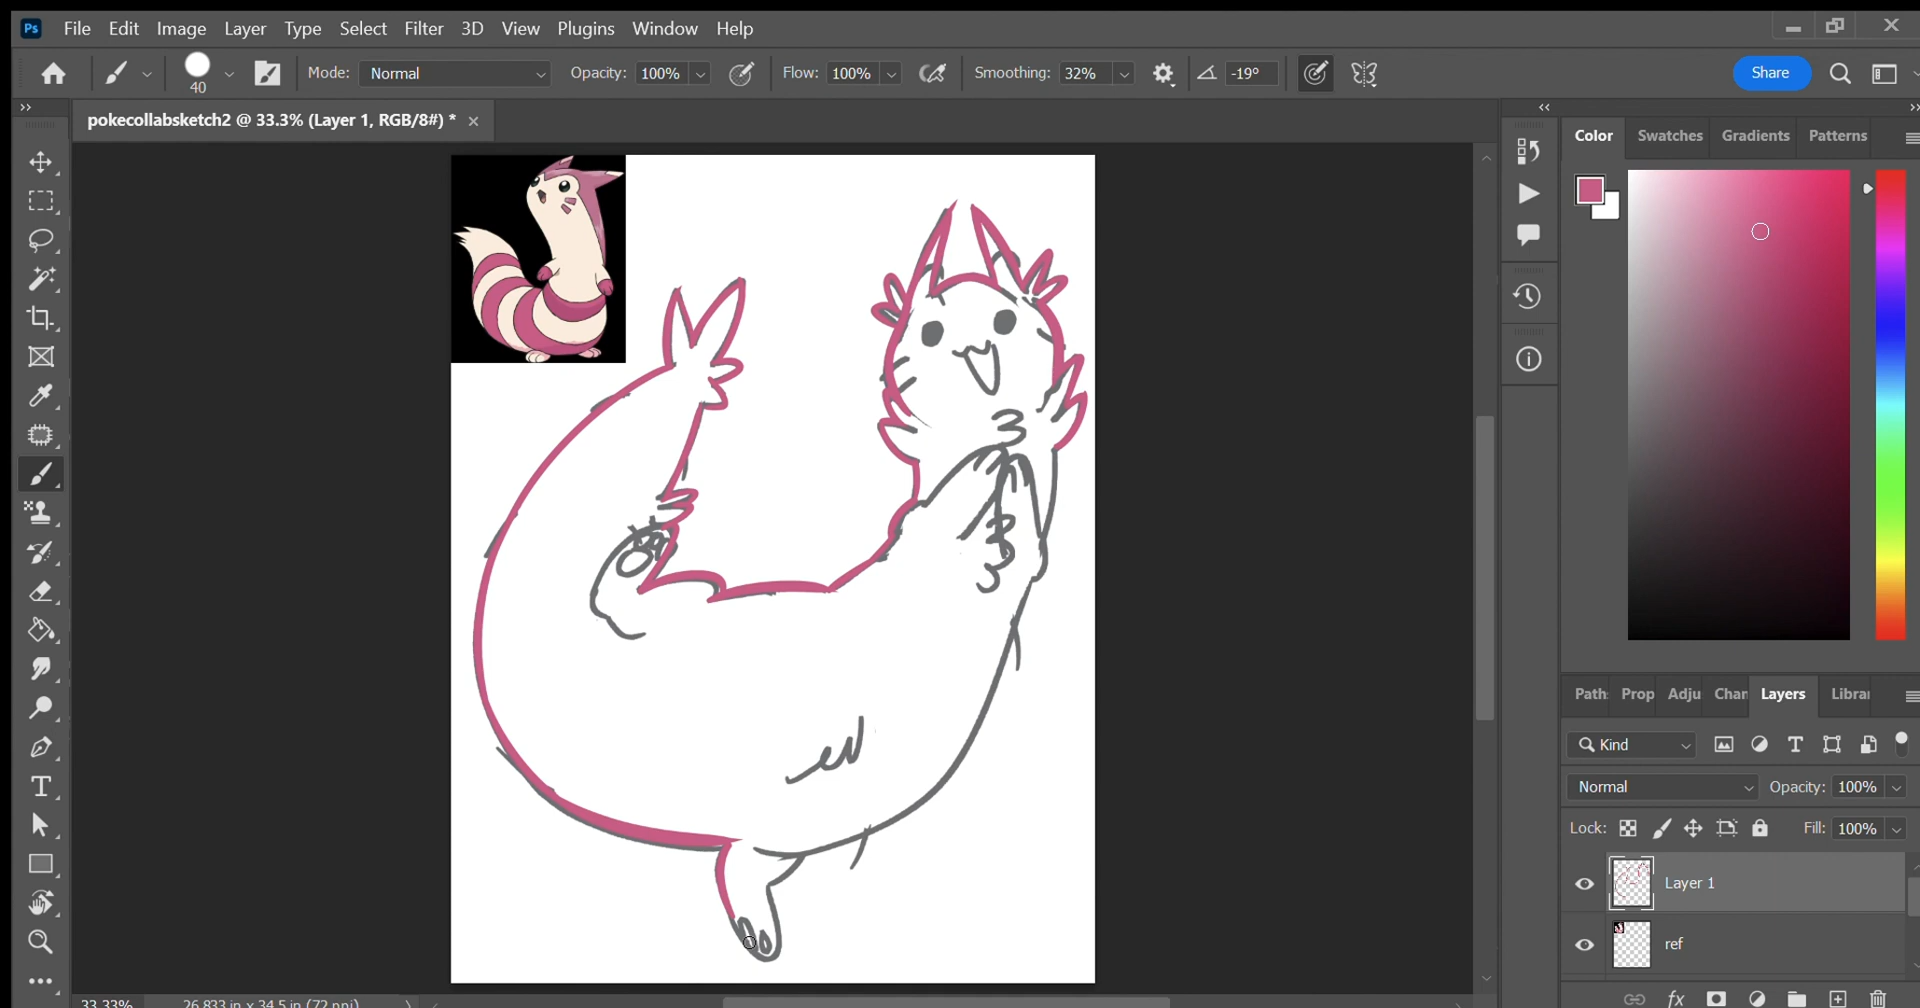 Ps File Edit Image Layer Type Select Filter 3D View Plugins Window Help
40 Mode: Normal Opacity: 100% Flow: 100% Smoothing: 32% -19° Share
pokecollabsketch2 @ 33.3% (Layer 1, RGB/8#) *
Color Swatches Gradients Patterns
Path Prop Adju Char Layers Librar
Kind
Normal Opacity: 100%
Lock: Fill: 100%
Layer 1
ref
fx
33.33% 26.833 in x 34.5 in (72 ppi)